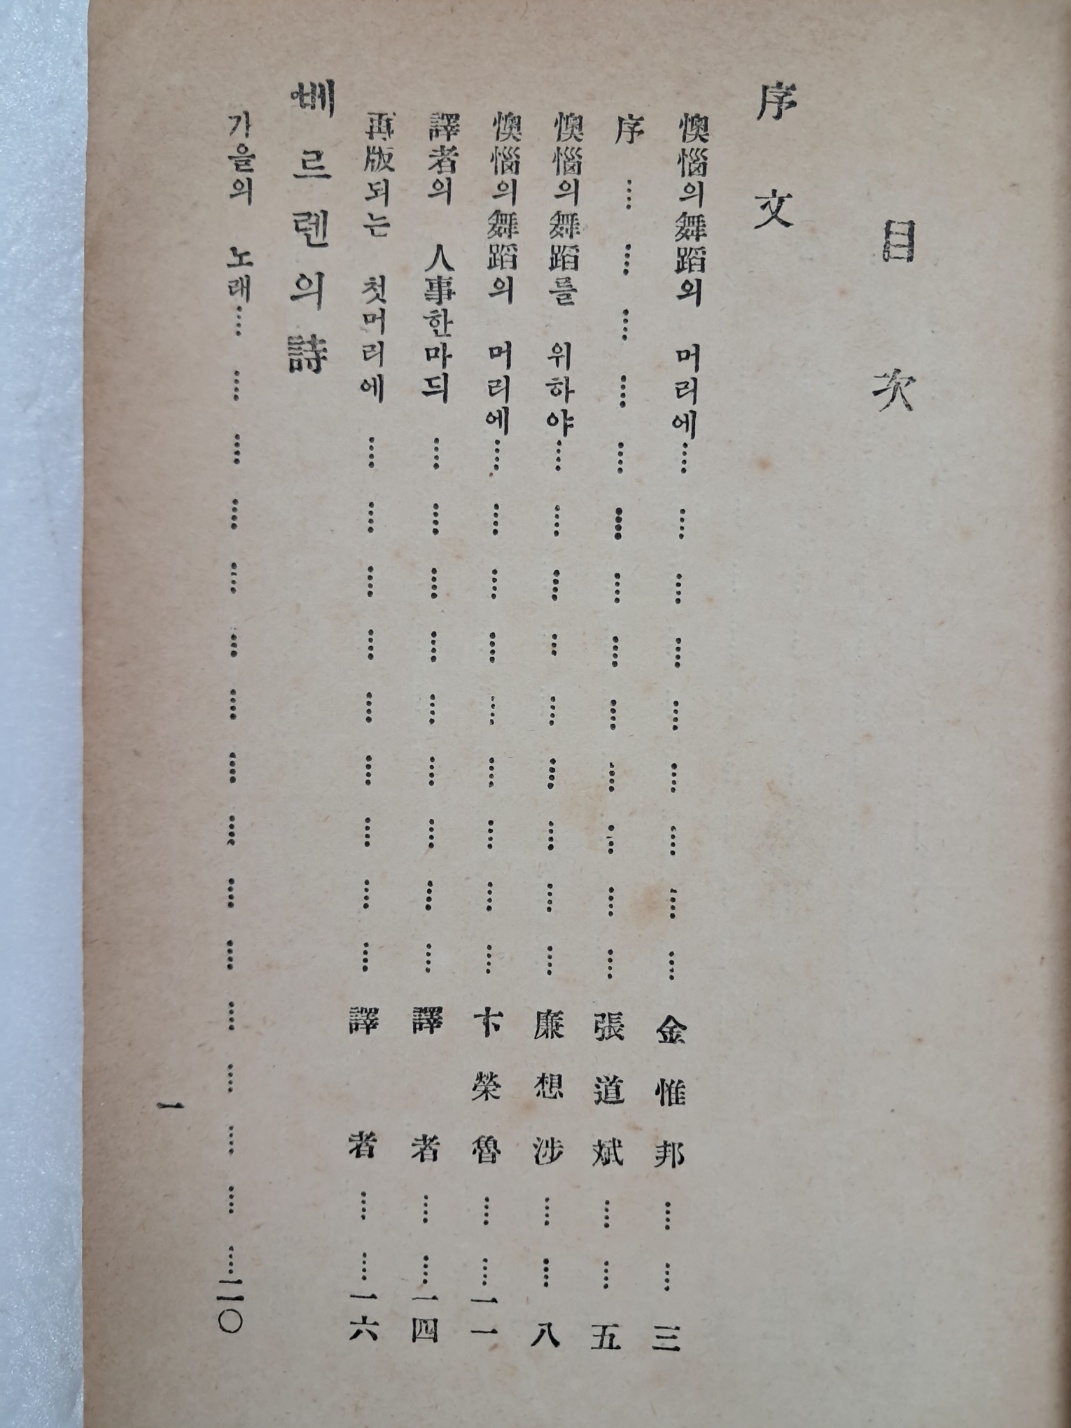 目次
序文
懊惱의舞蹈의 머리에………………………………金惟邦……三
序………………………………張道斌……五
懊惱의舞蹈를 위하야………………………………廉想涉……八
懊惱의舞蹈의 머리에………………………………卞榮魯……一一
譯者의 人事한마듸………………………………譯者……一四
再版되는 첫머리에………………………………譯者……一六
베르렌의詩
가을의 노래………………………………二〇
一